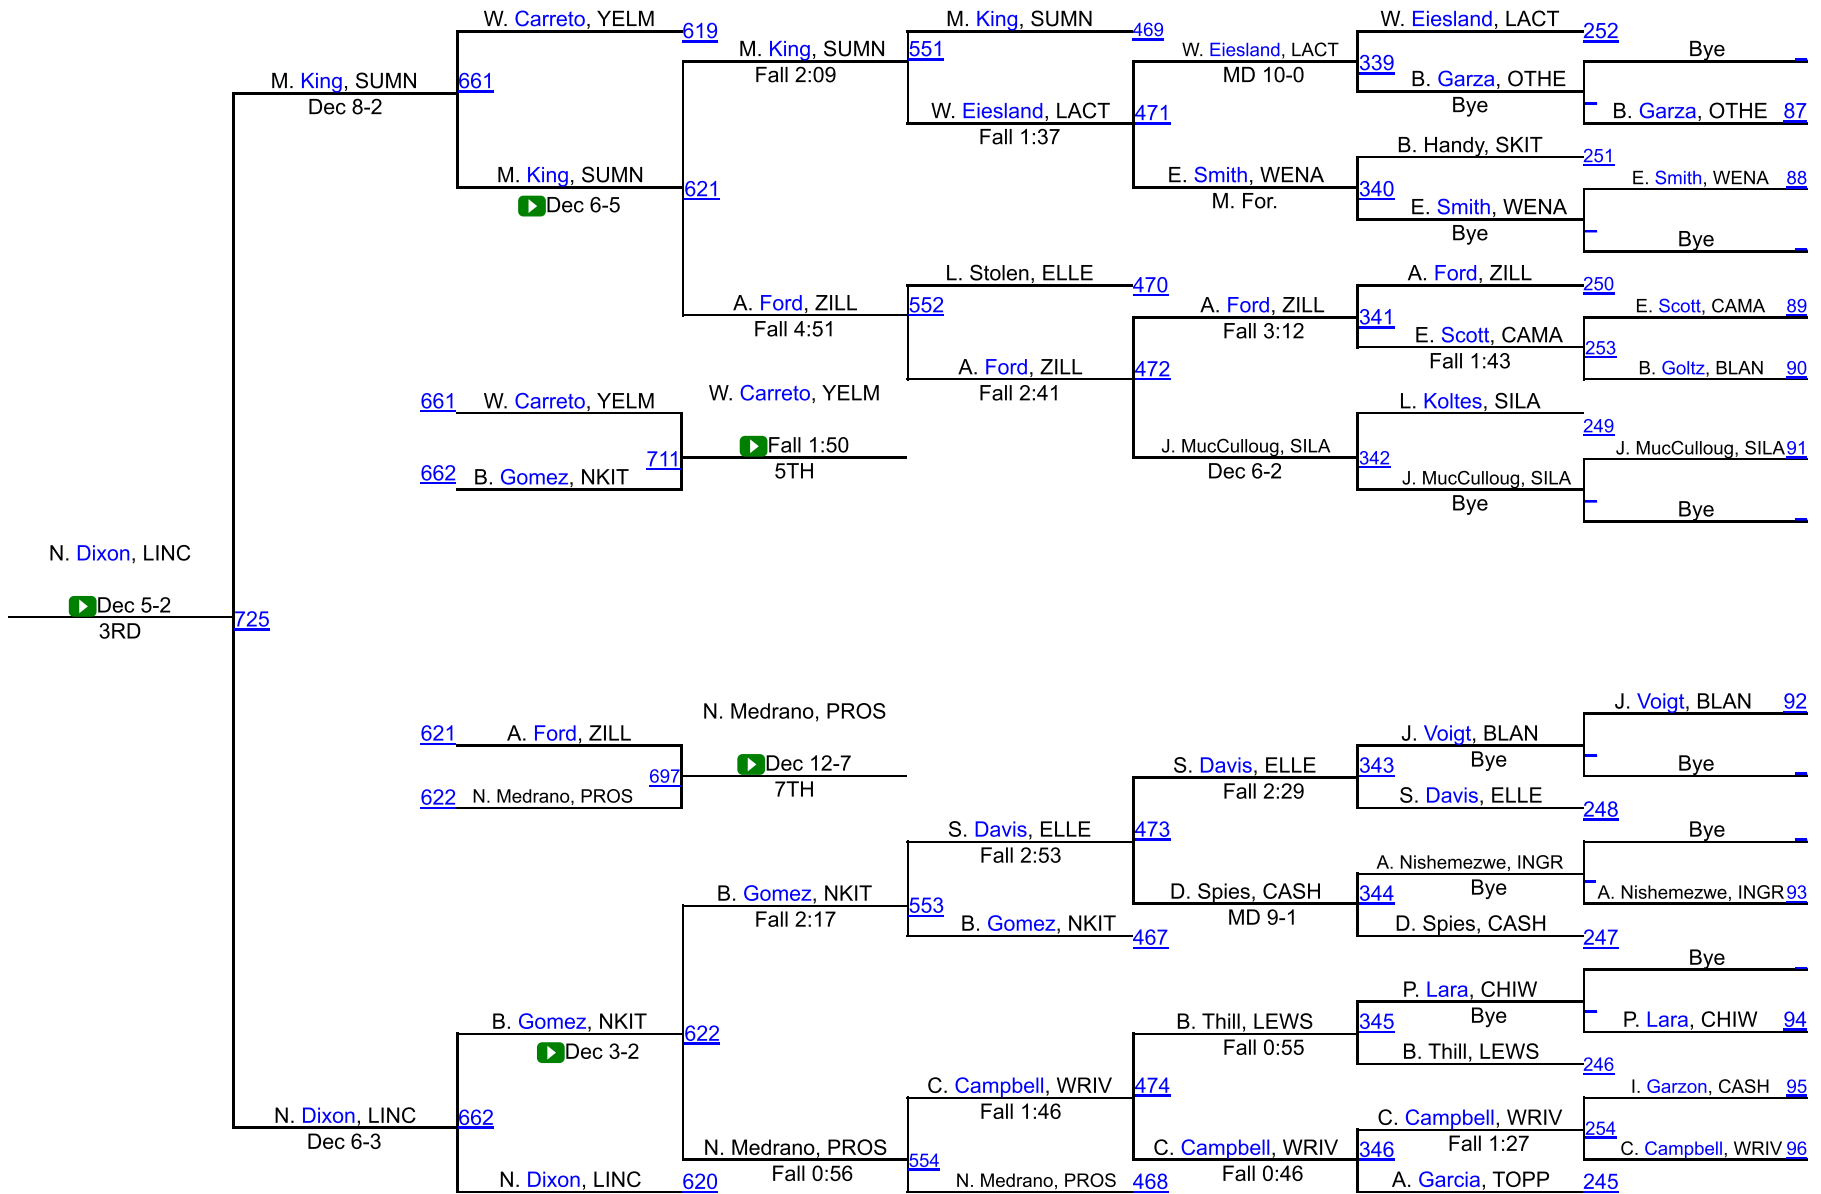 W. Carreto, YELM
619
M. King, SUMN
469
W. Eiesland, LACT
252
M. King, SUMN
551
W. Eiesland, LACT
Bye
Fall 2:09
MD 10-0
339
M. King, SUMN
661
B. Garza, OTHE
Dec 8-2
Bye
W. Eiesland, LACT
471
B. Garza, OTHE
87
Fall 1:37
B. Handy, SKIT
251
M. King, SUMN
621
E. Smith, WENA
340
E. Smith, WENA
88
Dec 6-5
M. For.
E. Smith, WENA
Bye
Bye
L. Stolen, ELLE
470
A. Ford, ZILL
250
A. Ford, ZILL
552
A. Ford, ZILL
341
E. Scott, CAMA
89
Fall 4:51
Fall 3:12
E. Scott, CAMA
253
Fall 1:43
A. Ford, ZILL
472
B. Goltz, BLAN
90
Fall 2:41
W. Carreto, YELM
661
W. Carreto, YELM
L. Koltes, SILA
249
711
Fall 1:50
5TH
J. MucCulloug, SILA
342
J. MucCulloug, SILA
91
Dec 6-2
662
B. Gomez, NKIT
J. MucCulloug, SILA
Bye
Bye
N. Dixon, LINC
Dec 5-2
725
3RD
J. Voigt, BLAN
92
N. Medrano, PROS
621
A. Ford, ZILL
J. Voigt, BLAN
Bye
697
Dec 12-7
7TH
S. Davis, ELLE
343
Bye
Fall 2:29
622
N. Medrano, PROS
S. Davis, ELLE
248
S. Davis, ELLE
473
Bye
Fall 2:53
A. Nishemezwe, INGR
Bye
B. Gomez, NKIT
553
D. Spies, CASH
344
A. Nishemezwe, INGR
93
Fall 2:17
MD 9-1
B. Gomez, NKIT
467
D. Spies, CASH
247
Bye
P. Lara, CHIW
Bye
B. Gomez, NKIT
622
B. Thill, LEWS
345
P. Lara, CHIW
94
Dec 3-2
Fall 0:55
B. Thill, LEWS
246
C. Campbell, WRIV
474
I. Garzon, CASH
95
Fall 1:46
N. Dixon, LINC
662
C. Campbell, WRIV
254
Dec 6-3
Fall 1:27
N. Medrano, PROS
554
C. Campbell, WRIV
346
C. Campbell, WRIV
96
Fall 0:56
Fall 0:46
N. Dixon, LINC
620
N. Medrano, PROS
468
A. Garcia, TOPP
245